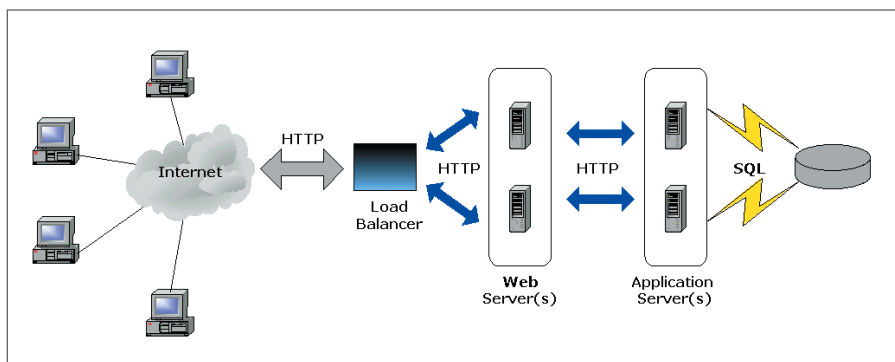 Internet
HTTP
Load
Balancer
HTTP
Web
Server(s)
HTTP
Application
Server(s)
SQL